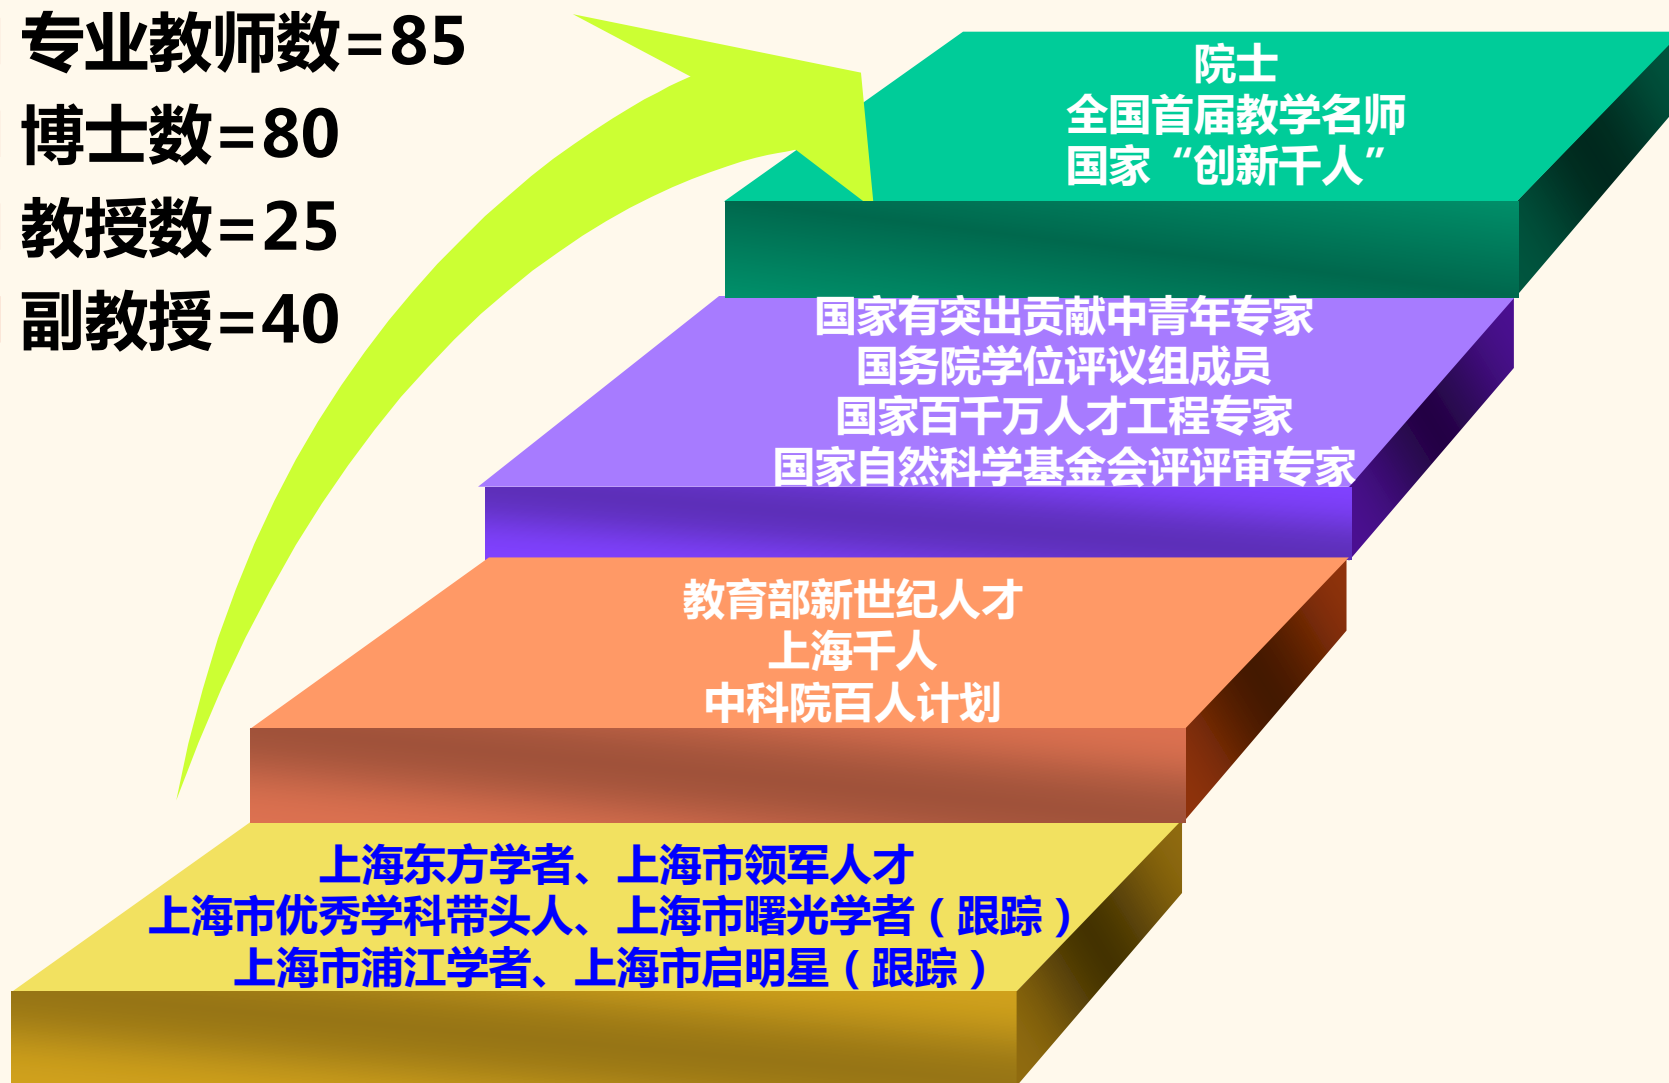 专业教师数=85
博士数=80
教授数=25
副教授=40
院士
全国首届教学名师
国家“创新千人”
国家有突出贡献中青年专家
国务院学位评议组成员
国家百千万人才工程专家
国家自然科学基金会评评审专家
教育部新世纪人才
上海千人
中科院百人计划
上海东方学者、上海市领军人才
上海市优秀学科带头人、上海市曙光学者（跟踪）
上海市浦江学者、上海市启明星（跟踪）